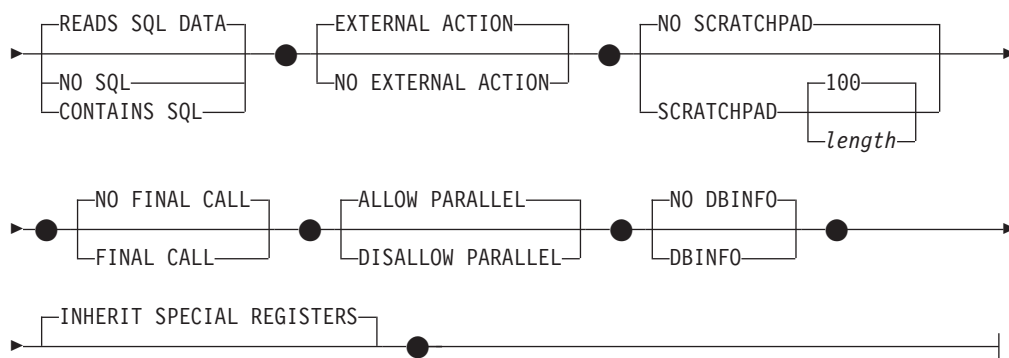 READS SQL DATA EXTERNAL ACTION NO SCRATCHPAD
NO SQL NO EXTERNAL ACTION 100
CONTAINS SQL SCRATCHPAD
length
NO FINAL CALL ALLOW PARALLEL NO DBINFO
FINAL CALL DISALLOW PARALLEL DBINFO
INHERIT SPECIAL REGISTERS